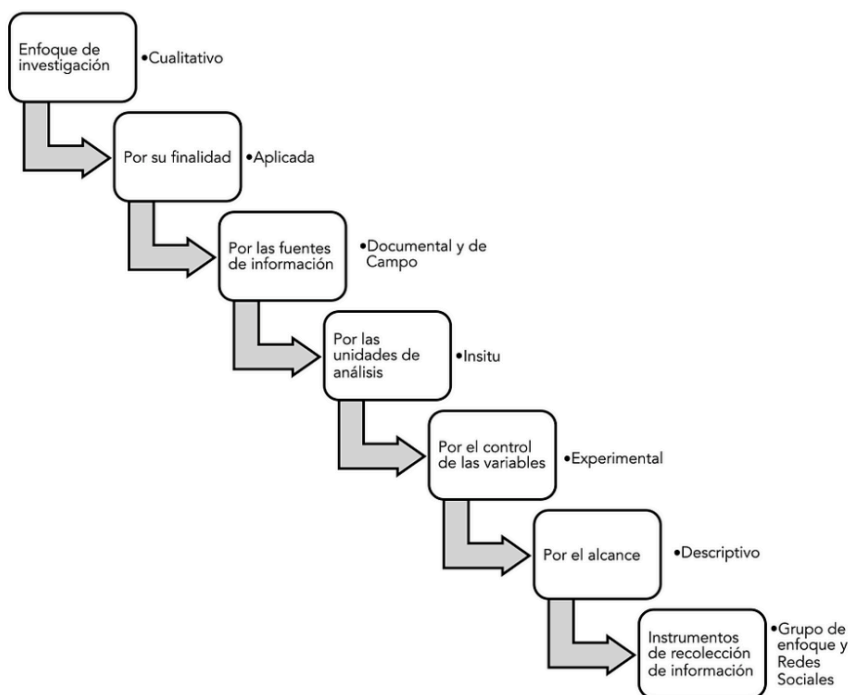 Enfoque de
investigación
•Cualitativo
Por su finalidad
•Aplicada
Por las fuentes
de información
•Documental y de
Campo
Por las
unidades de
análisis
•Insitu
Por el control
de las variables
•Experimental
Por el alcance
•Descriptivo
Instrumentos
de recolección
de información
•Grupo de
enfoque y
Redes
Sociales